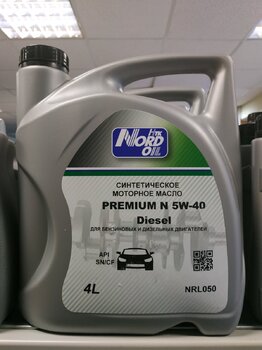 NORD
OIL
СИНТЕТИЧЕСКОЕ
МОТОРНОЕ МАСЛО
PREMIUM N 5W-40
Diesel
ДЛЯ БЕНЗИНОВЫХ И ДИЗЕЛЬНЫХ ДВИГАТЕЛЕЙ
API
SN/CF
4L
NRL050